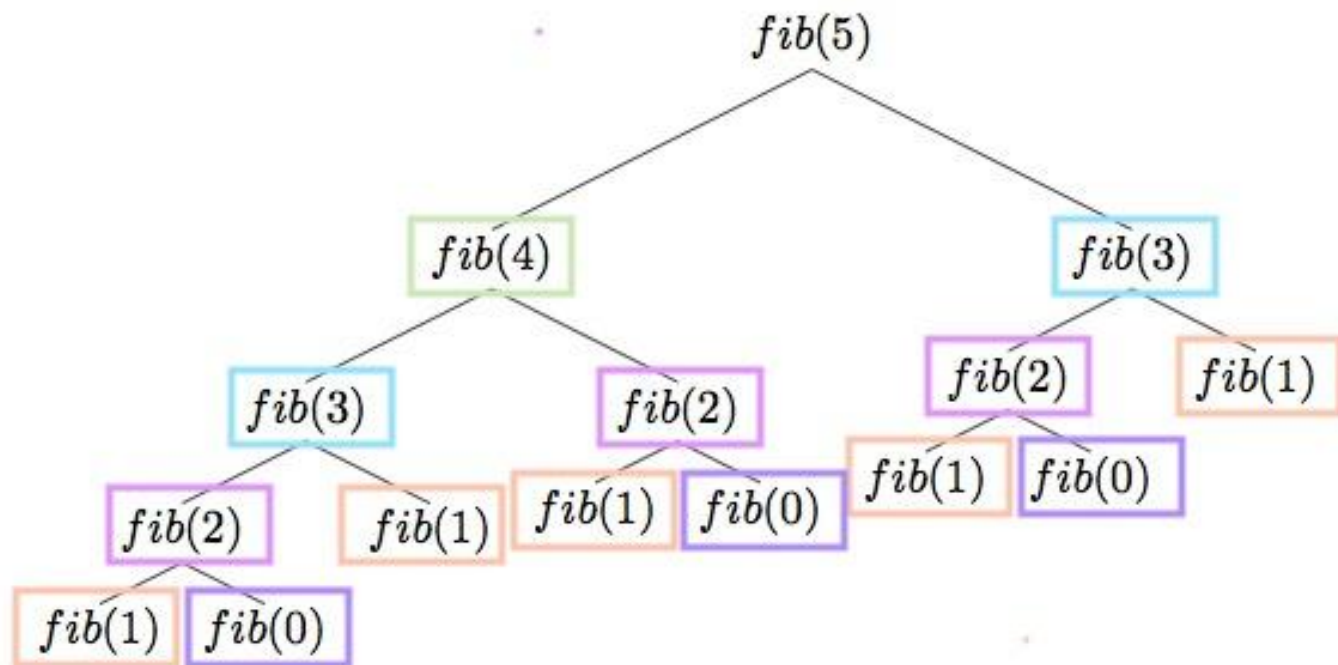 fib(5)
fib(4) fib(3)
fib(3) fib(2) fib(2) fib(1)
fib(2) fib(1) fib(1) fib(0) fib(1) fib(0)
fib(1) fib(0)